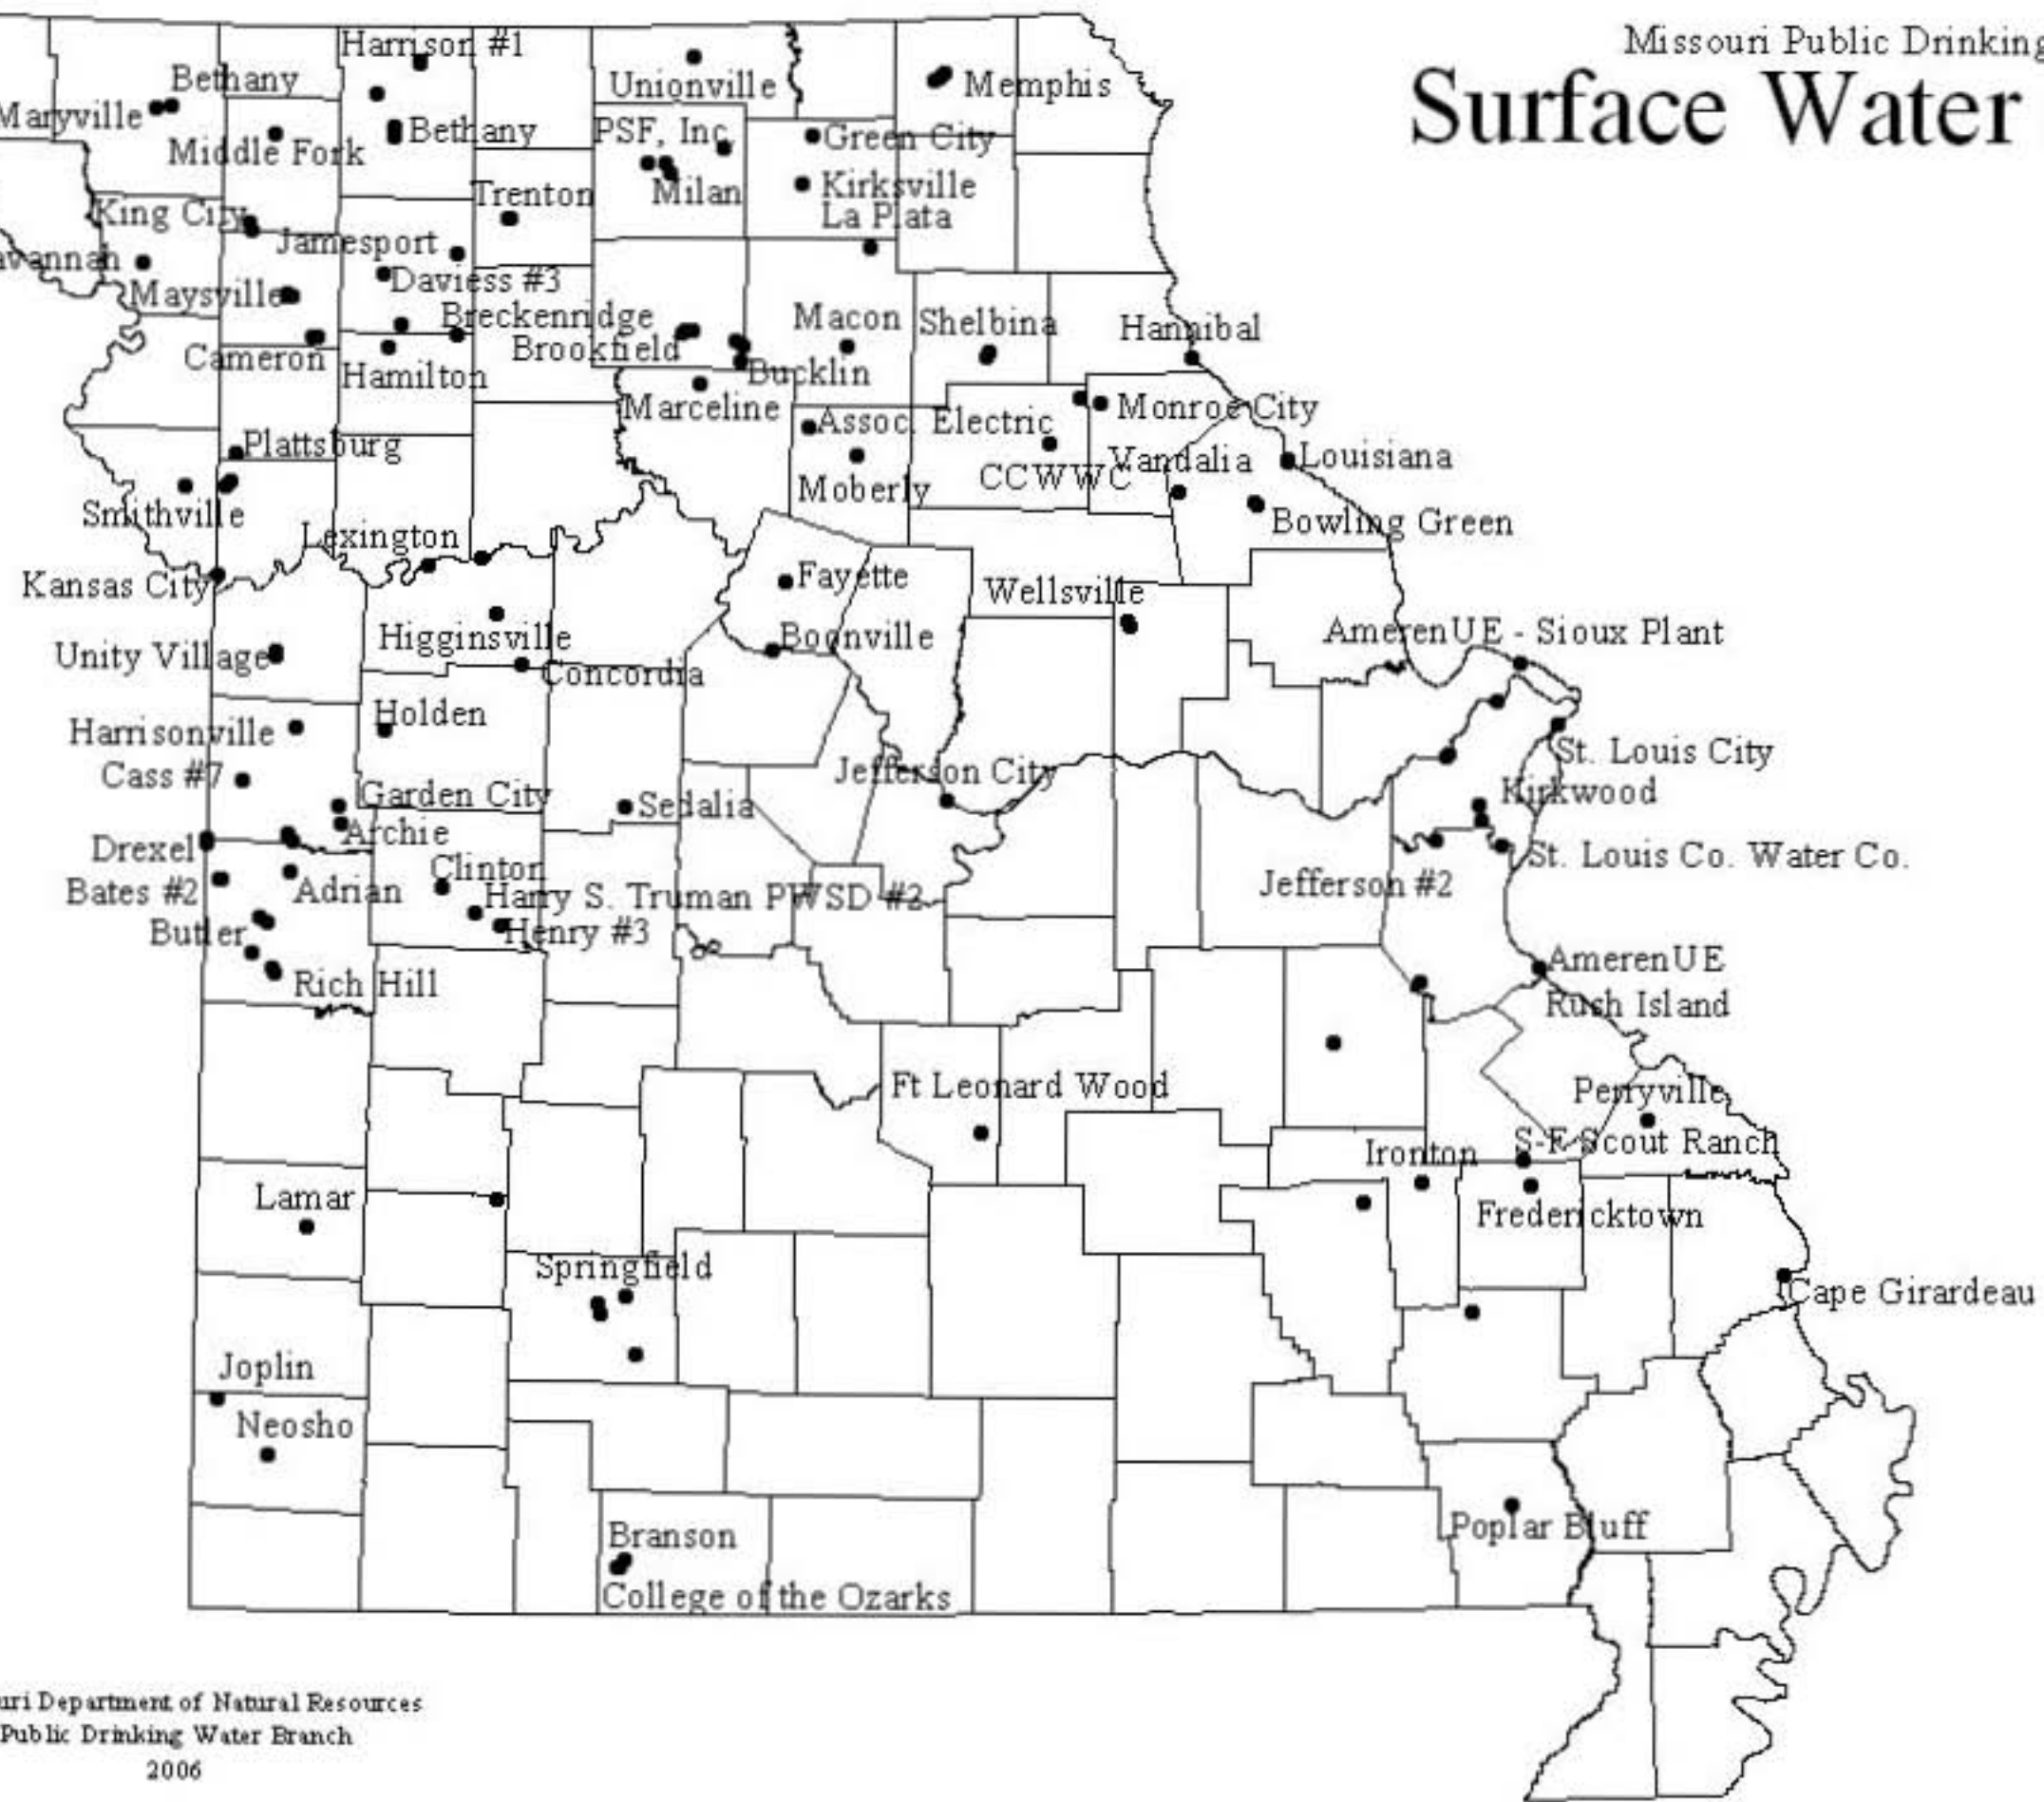 Missouri Public Drinking
Surface Water
Harrison #1
Bethany
Unionville
Memphis
Maryville
Bethany
PSF, Inc.
Green City
Middle Fork
Milan
Kirksville
Trenton
La Plata
King City
Jamesport
avannah
Daviess #3
Maysville
Breckenridge
Macon
Shelbina
Hannibal
Brookfield
Cameron
Hamilton
Bucklin
Marceline
Assoc. Electric
Monroe City
Plattsburg
Vandalia
Louisiana
CCWWC
Moberly
Smithville
Bowling Green
Lexington
Kansas City
Fayette
Wellsville
Higginsville
Boonville
AmerenUE - Sioux Plant
Unity Village
Concordia
Holden
Harrisonville
Cass #7
Jefferson City
St. Louis City
Kirkwood
Garden City
Sedalia
Archie
Drexel
Clinton
St. Louis Co. Water Co.
Bates #2
Adrian
Harry S. Truman PWSD #2
Jefferson #2
Butler
Henry #3
Rich Hill
AmerenUE
Rush Island
Ft Leonard Wood
Perryville
S-F Scout Ranch
Ironton
Lamar
Fredericktown
Springfield
Cape Girardeau
Joplin
Neosho
Poplar Bluff
Branson
College of the Ozarks
uri Department of Natural Resources
Public Drinking Water Branch
2006